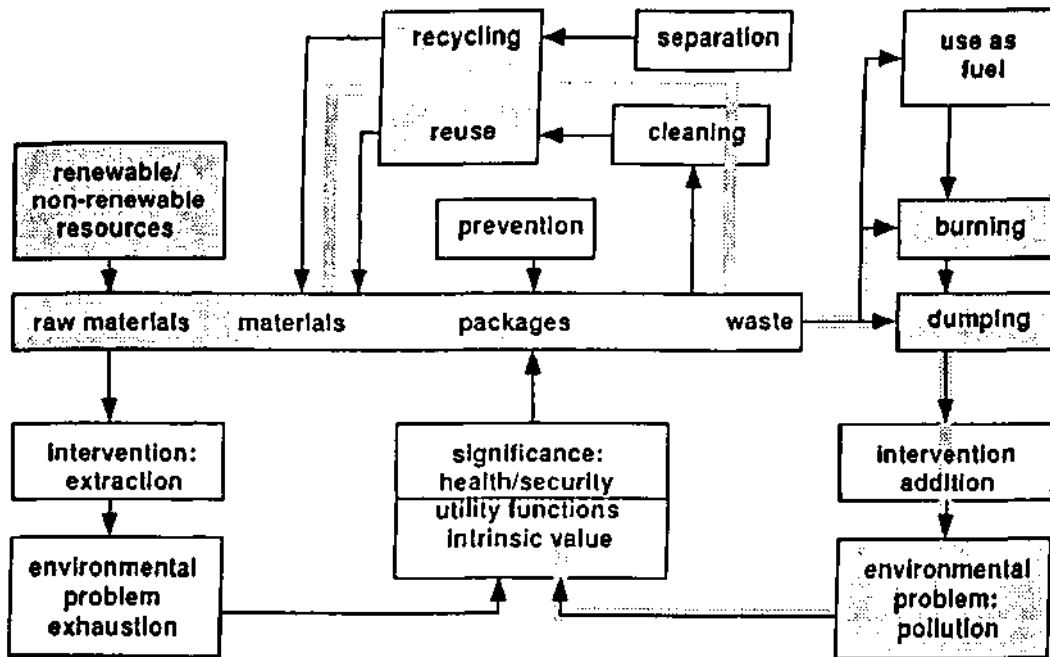 recycling
separation
use as
fuel
reuse
cleaning
renewable/
non-renewable
resources
prevention
burning
raw materials
materials
packages
waste
dumping
intervention:
extraction
significance:
health/security
utility functions
intrinsic value
intervention
addition
environmental
problem
exhaustion
environmental
problem:
pollution